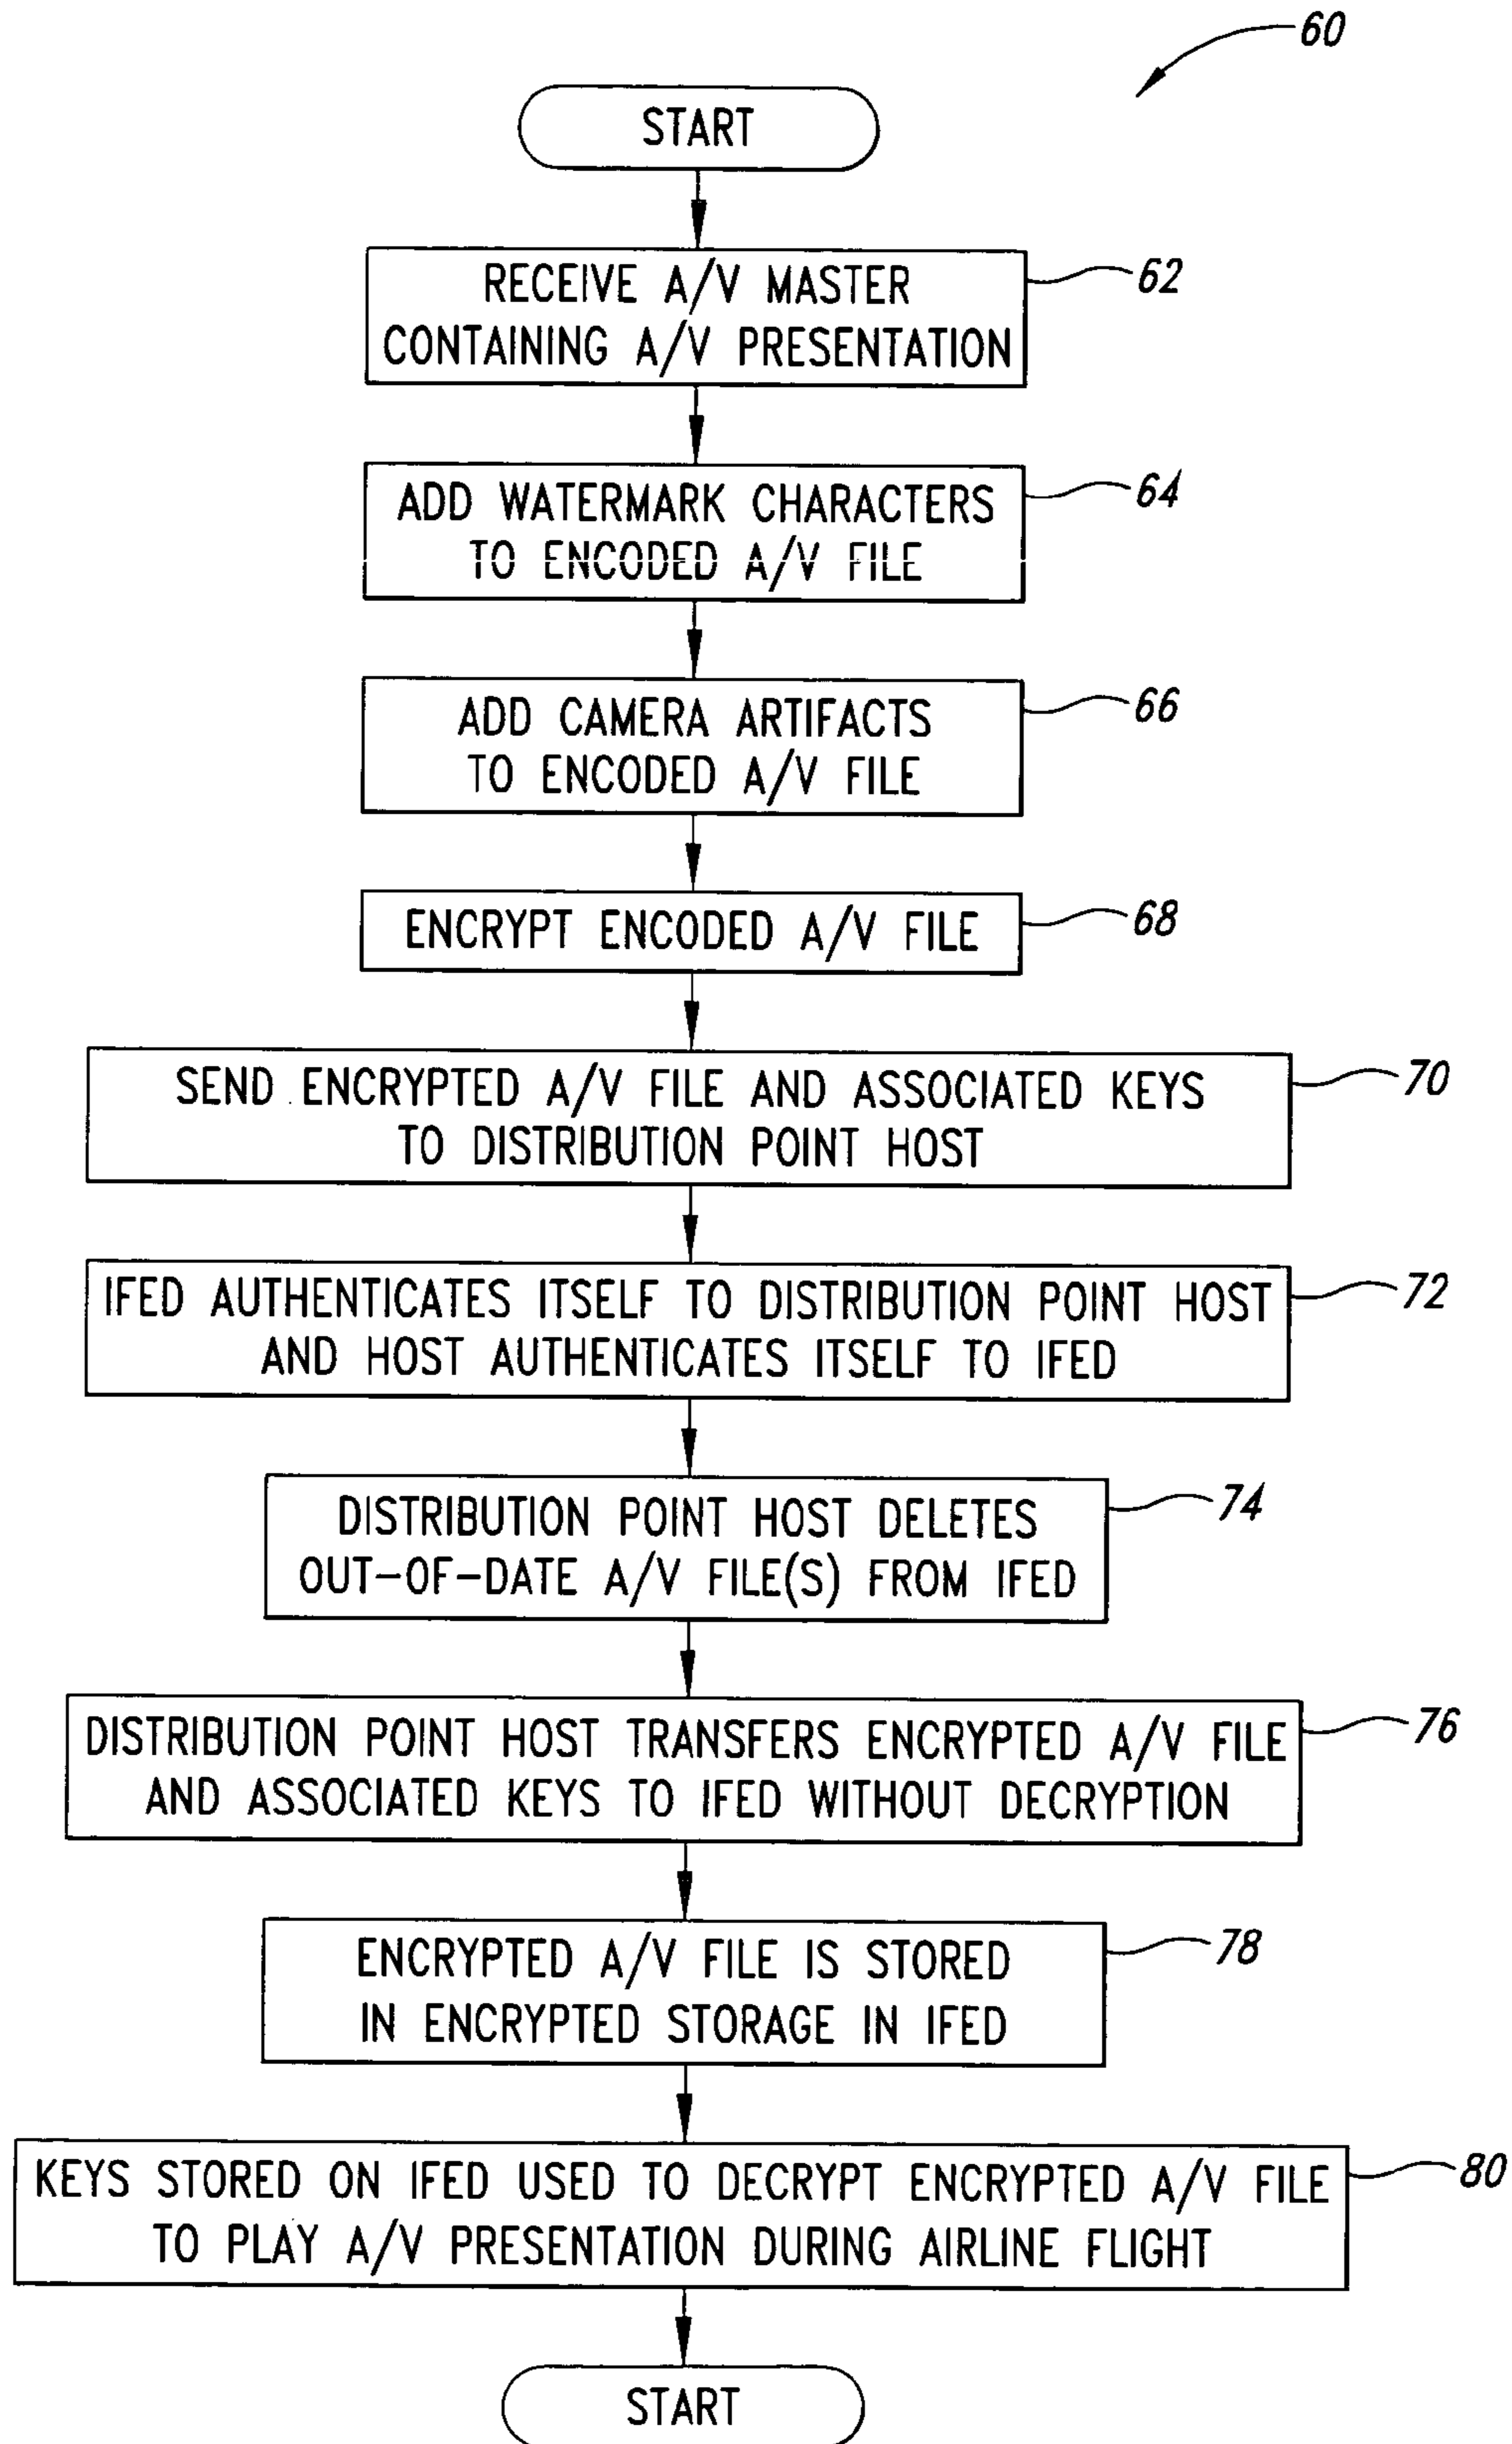 60
START
RECEIVE A/V MASTER
CONTAINING A/V PRESENTATION
62
ADD WATERMARK CHARACTERS
TO ENCODED A/V FILE
64
ADD CAMERA ARTIFACTS
TO ENCODED A/V FILE
66
ENCRYPT ENCODED A/V FILE
68
SEND ENCRYPTED A/V FILE AND ASSOCIATED KEYS
TO DISTRIBUTION POINT HOST
70
IFED AUTHENTICATES ITSELF TO DISTRIBUTION POINT HOST
AND HOST AUTHENTICATES ITSELF TO IFED
72
DISTRIBUTION POINT HOST DELETES
OUT-OF-DATE A/V FILE(S) FROM IFED
74
DISTRIBUTION POINT HOST TRANSFERS ENCRYPTED A/V FILE
AND ASSOCIATED KEYS TO IFED WITHOUT DECRYPTION
76
ENCRYPTED A/V FILE IS STORED
IN ENCRYPTED STORAGE IN IFED
78
KEYS STORED ON IFED USED TO DECRYPT ENCRYPTED A/V FILE
TO PLAY A/V PRESENTATION DURING AIRLINE FLIGHT
80
START